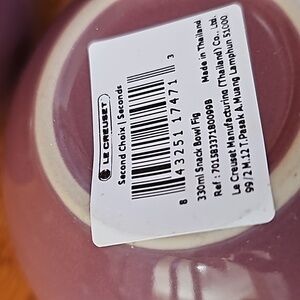 LE CREUSET
Second Choix | Seconds
8 43251 17471 3
330ml Snack Bowl Fig
Made in Thailand
Ref : 70158337180099B
Le Creuset Manufacturing (Thailand) Co., Ltd.
99/2 M.12 T.Pasak A.Muang Lamphun 51000